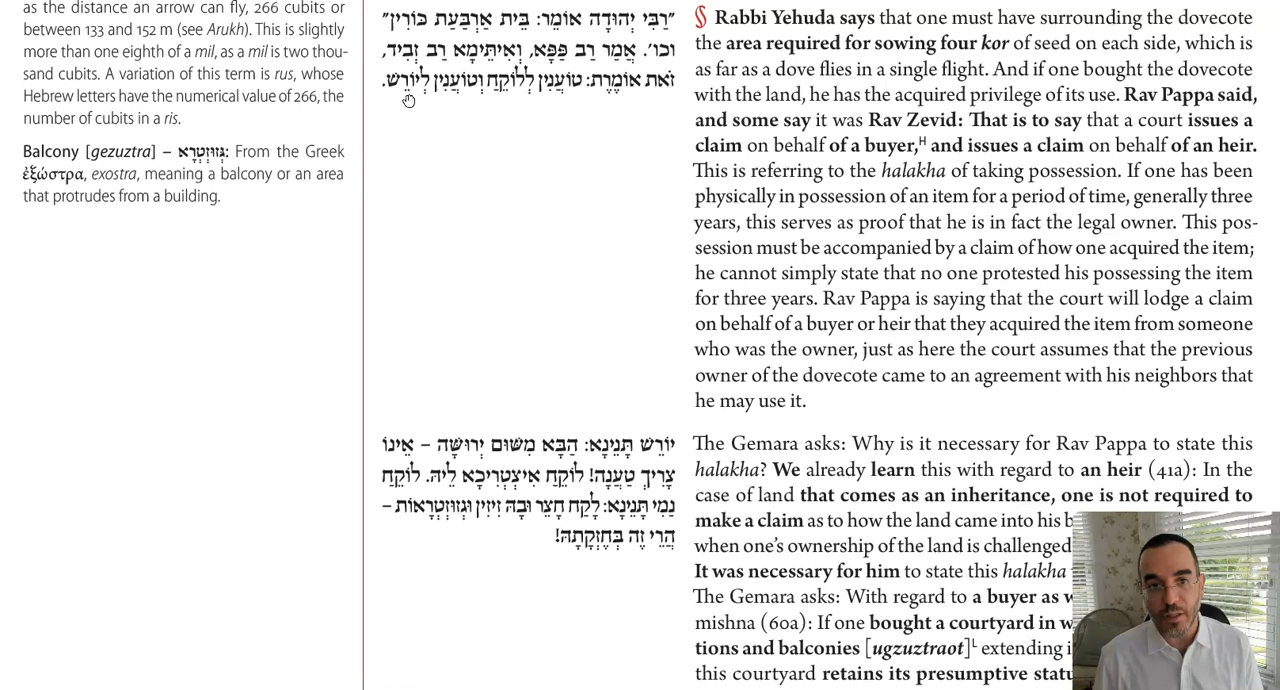 as the distance an arrow can fly, 266 cubits or
between 133 and 152 m (see Arukh). This is slightly
more than one eighth of a mil, as a mil is two thou-
sand cubits. A variation of this term is rus, whose
Hebrew letters have the numerical value of 266, the
number of cubits in a ris.
Balcony [gezuztra] – גְּזוּזְטְרָא: From the Greek
ἐξώστρα, exostra, meaning a balcony or an area
that protrudes from a building.
״רַבִּי יְהוּדָה אוֹמֵר: בֵּית אַרְבַּעַת כּוֹרִין״
וכו׳. אֲמַר רַב פַּפָּא, וְאִיתֵּימָא רַב זְבִיד,
זֹאת אוֹמֶרֶת: טוֹעֲנִין לְלוֹקֵחַ וְטוֹעֲנִין לְיוֹרֵשׁ.
יוֹרֵשׁ תָּנֵינָא: הַבָּא מִשּׁוּם יְרוּשָּׁה – אֵינוֹ
צָרִיךְ טַעֲנָה! לוֹקֵחַ אִיצְטְרִיכָא לֵיהּ. לוֹקֵחַ
נַמִי תָּנֵינָא: לָקַח חָצֵר וּבָהּ זִיזִין וּגְזוּזְטְרָאוֹת –
הֲרֵי זֶה בְּחֶזְקָתָהּ!
§ Rabbi Yehuda says that one must have surrounding the dovecote
the area required for sowing four kor of seed on each side, which is
as far as a dove flies in a single flight. And if one bought the dovecote
with the land, he has the acquired privilege of its use. Rav Pappa said,
and some say it was Rav Zevid: That is to say that a court issues a
claim on behalf of a buyer,ᴴ and issues a claim on behalf of an heir.
This is referring to the halakha of taking possession. If one has been
physically in possession of an item for a period of time, generally three
years, this serves as proof that he is in fact the legal owner. This pos-
session must be accompanied by a claim of how one acquired the item;
he cannot simply state that no one protested his possessing the item
for three years. Rav Pappa is saying that the court will lodge a claim
on behalf of a buyer or heir that they acquired the item from someone
who was the owner, just as here the court assumes that the previous
owner of the dovecote came to an agreement with his neighbors that
he may use it.
The Gemara asks: Why is it necessary for Rav Pappa to state this
halakha? We already learn this with regard to an heir (41a): In the
case of land that comes as an inheritance, one is not required to
make a claim as to how the land came into his
when one's ownership of the land is challenged
It was necessary for him to state this halakha
The Gemara asks: With regard to a buyer as
mishna (60a): If one bought a courtyard in
tions and balconies [ugzuztraot]ᴸ extending
this courtyard retains its presumptive